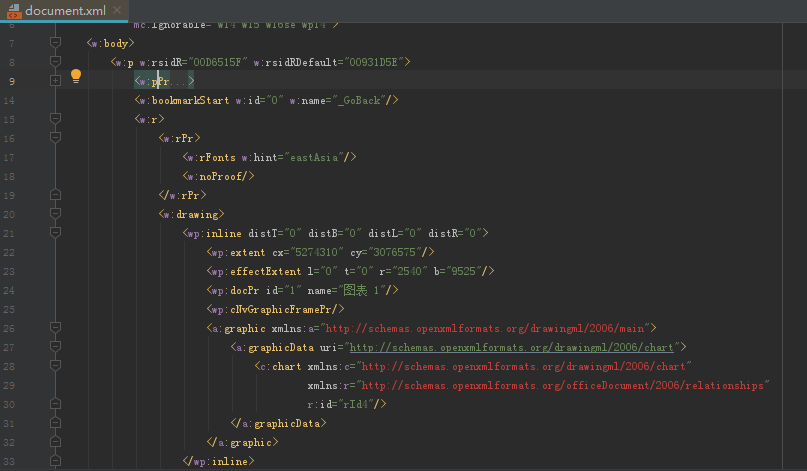 document.xml
6 mc:Ignorable="w14 w15 w16se wp14">
7 <w:body>
8 <w:p w:rsidR="00D6515F" w:rsidRDefault="00931D5E">
9 <w:pPr...>
14 <w:bookmarkStart w:id="0" w:name="_GoBack"/>
15 <w:r>
16 <w:rPr>
17 <w:rFonts w:hint="eastAsia"/>
18 <w:noProof/>
19 </w:rPr>
20 <w:drawing>
21 <wp:inline distT="0" distB="0" distL="0" distR="0">
22 <wp:extent cx="5274310" cy="3076575"/>
23 <wp:effectExtent l="0" t="0" r="2540" b="9525"/>
24 <wp:docPr id="1" name="图表 1"/>
25 <wp:cNvGraphicFramePr/>
26 <a:graphic xmlns:a="http://schemas.openxmlformats.org/drawingml/2006/main">
27 <a:graphicData uri="http://schemas.openxmlformats.org/drawingml/2006/chart">
28 <c:chart xmlns:c="http://schemas.openxmlformats.org/drawingml/2006/chart"
29 xmlns:r="http://schemas.openxmlformats.org/officeDocument/2006/relationships"
30 r:id="rId4"/>
31 </a:graphicData>
32 </a:graphic>
33 </wp:inline>